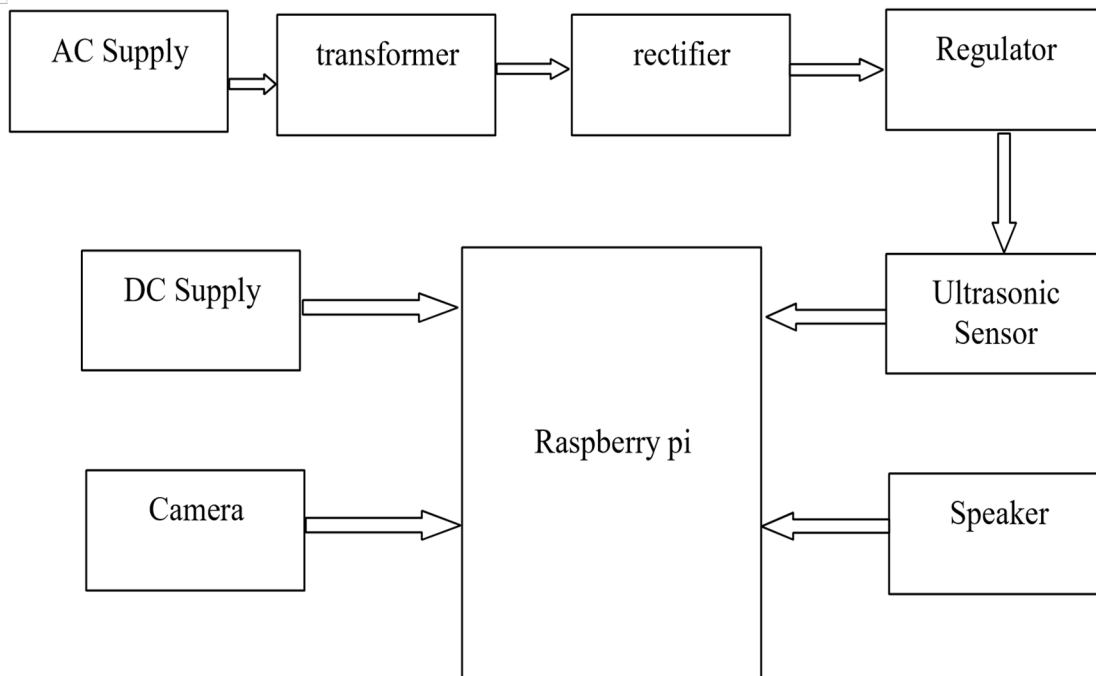 AC Supply
transformer
rectifier
Regulator
DC Supply
Ultrasonic
Sensor
Raspberry pi
Camera
Speaker